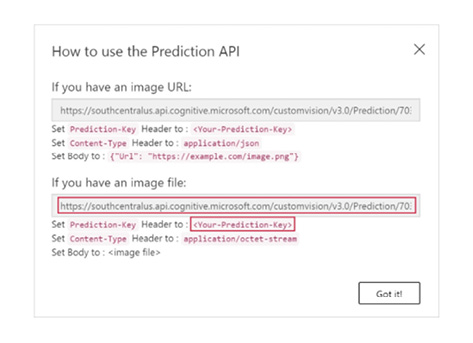 How to use the Prediction API
If you have an image URL:
https://southcentralus.api.cognitive.microsoft.com/customvision/v3.0/Prediction/703
Set Prediction-Key Header to : <Your-Prediction-Key>
Set Content-Type Header to : application/json
Set Body to : {"Url": "https://example.com/image.png"}
If you have an image file:
https://southcentralus.api.cognitive.microsoft.com/customvision/v3.0/Prediction/703
Set Prediction-Key Header to : <Your-Prediction-Key>
Set Content-Type Header to : application/octet-stream
Set Body to : <image file>
Got it!